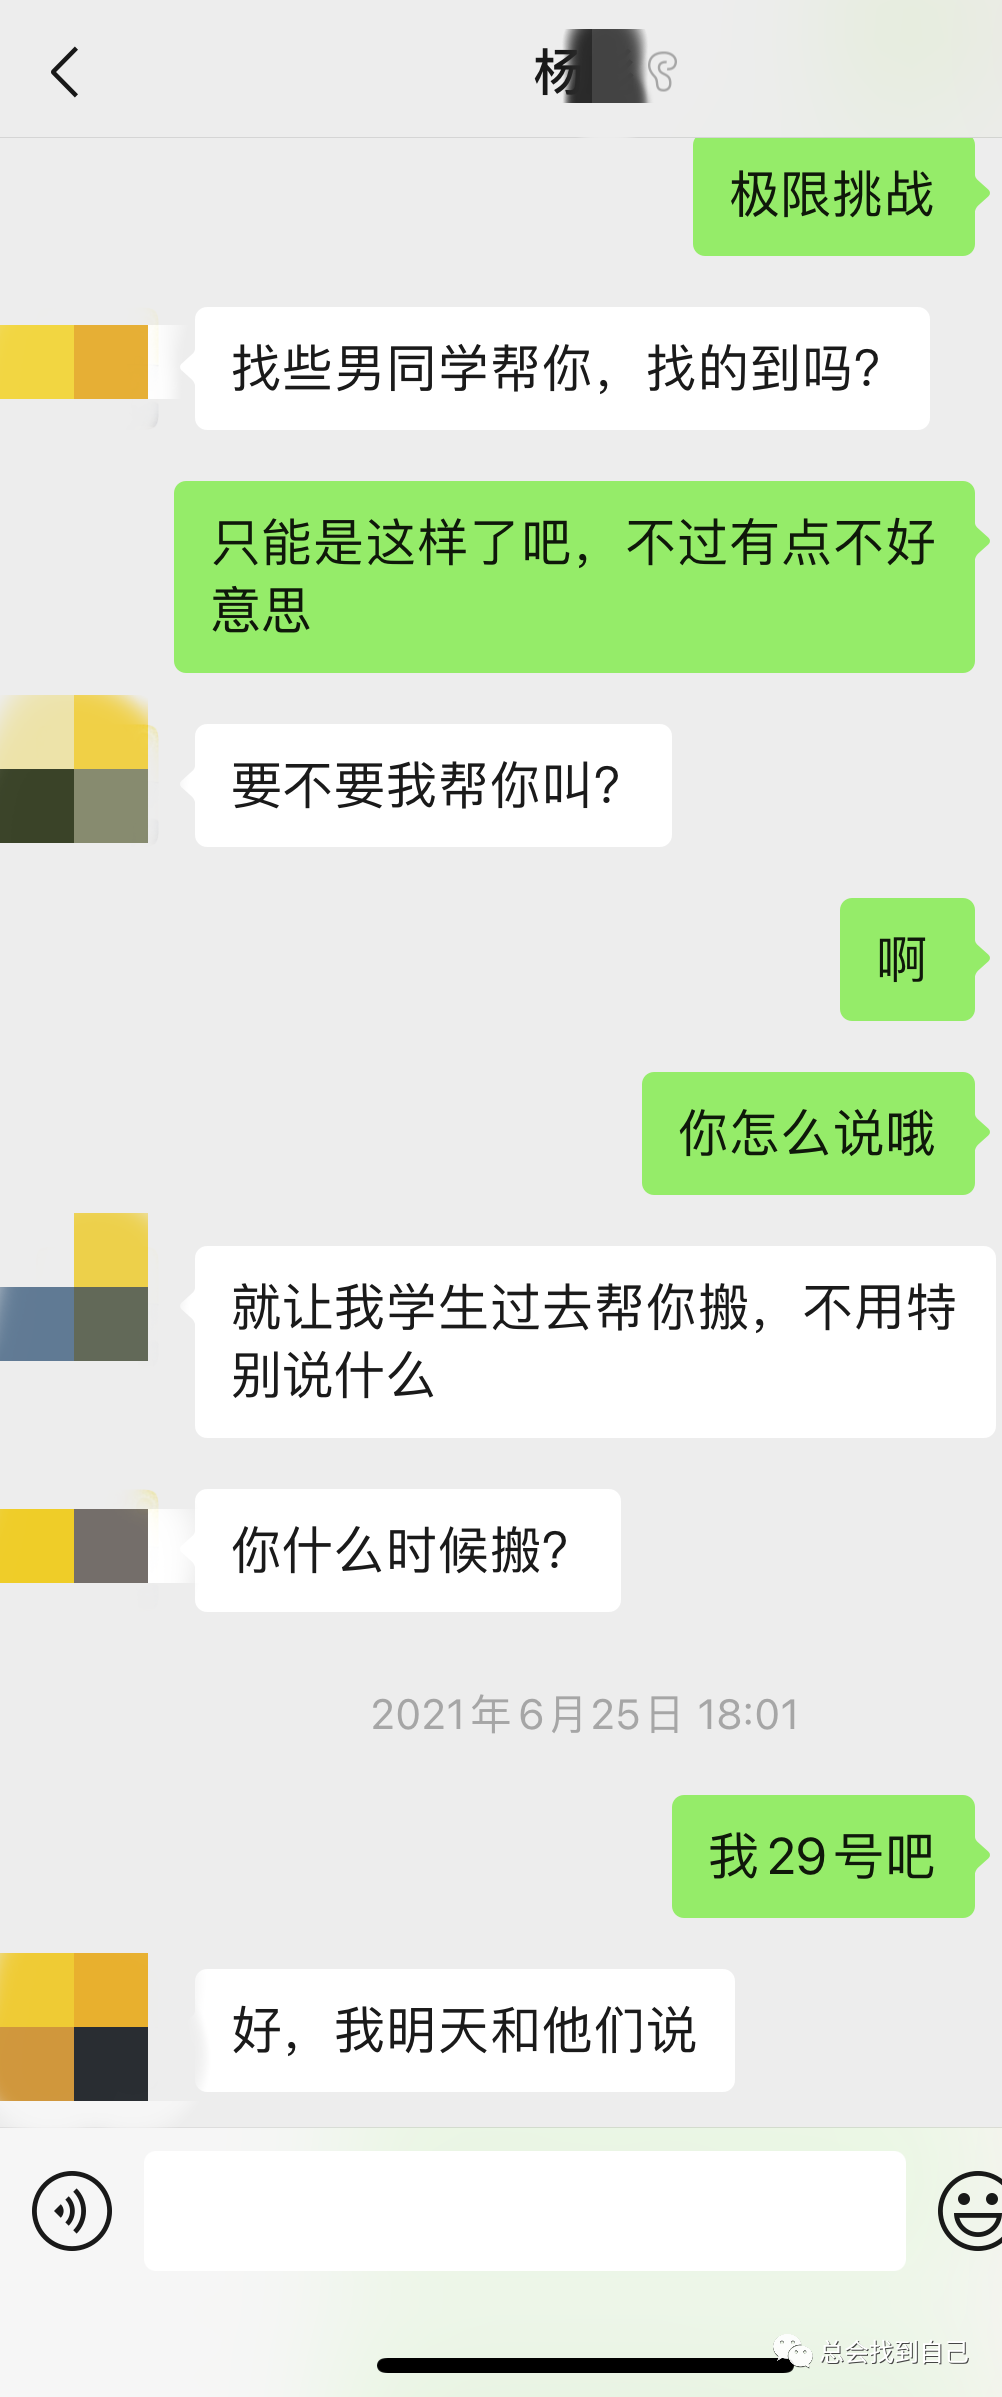 杨
极限挑战
找些男同学帮你，找的到吗?
只能是这样了吧，不过有点不好
意思
要不要我帮你叫?
啊
你怎么说哦
就让我学生过去帮你搬，不用特
别说什么
你什么时候搬?
2021年6月25日 18:01
我29号吧
好，我明天和他们说
总会找到自己